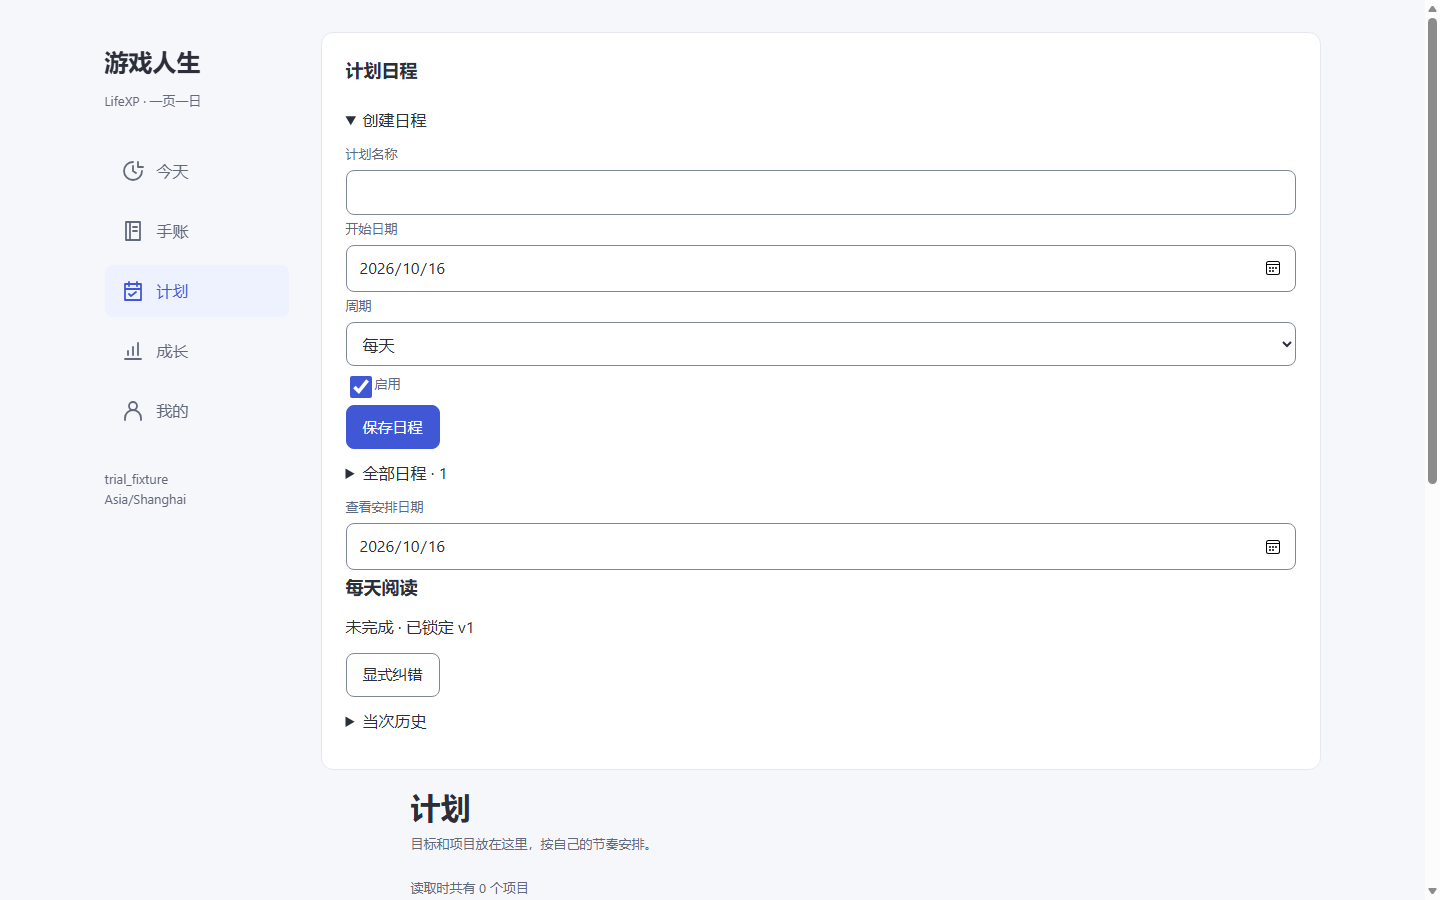 游戏人生
LifeXP · 一页一日
今天
手账
计划
成长
我的
trial_fixture
Asia/Shanghai
计划日程
创建日程
计划名称
开始日期
2026/10/16
周期
每天
启用
保存日程
全部日程 · 1
查看安排日期
2026/10/16
每天阅读
未完成 · 已锁定 v1
显式纠错
当次历史
计划
目标和项目放在这里，按自己的节奏安排。
读取时共有 0 个项目